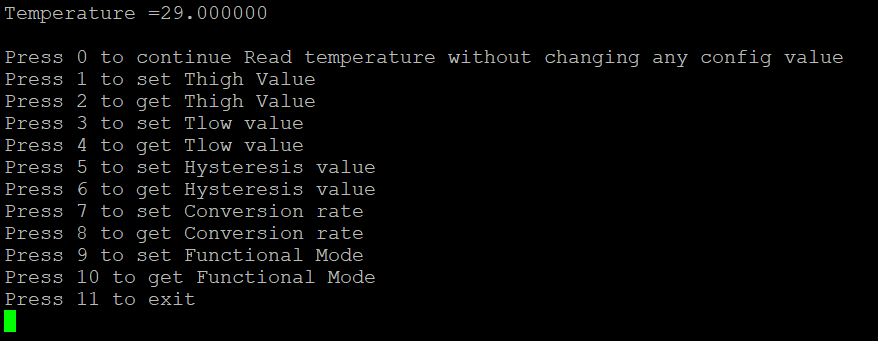 Temperature =29.000000
Press 0 to continue Read temperature without changing any config value
Press 1 to set Thigh Value
Press 2 to get Thigh Value
Press 3 to set Tlow value
Press 4 to get Tlow value
Press 5 to set Hysteresis value
Press 6 to get Hysteresis value
Press 7 to set Conversion rate
Press 8 to get Conversion rate
Press 9 to set Functional Mode
Press 10 to get Functional Mode
Press 11 to exit